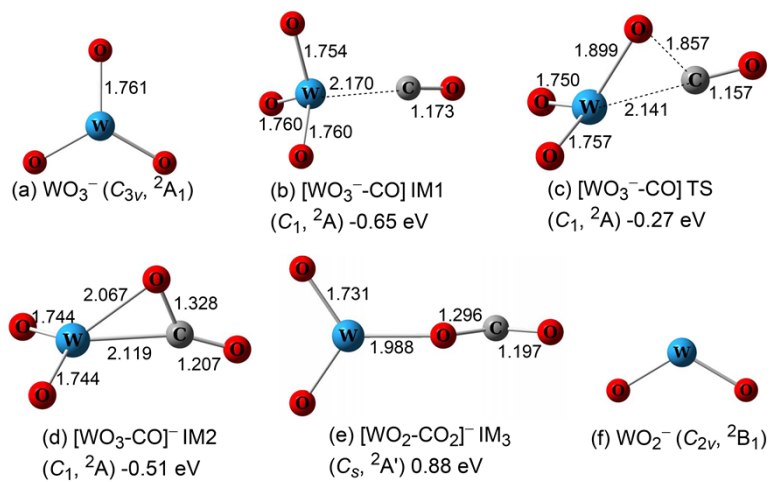 O
1.761
W
O
O
(a) WO₃⁻ (C₃ᵥ, ²A₁)
O
1.754
2.170
W
C
O
O
1.760
1.760
O
1.173
(b) [WO₃⁻-CO] IM1
(C₁, ²A) -0.65 eV
O
1.899
1.857
1.750
C
O
O
W
2.141
1.157
1.757
O
(c) [WO₃⁻-CO] TS
(C₁, ²A) -0.27 eV
O
2.067
1.328
1.744
O
W
C
2.119
1.207
O
1.744
O
(d) [WO₃-CO]⁻ IM2
(C₁, ²A) -0.51 eV
O
1.731
1.296
W
O
C
O
1.988
1.197
O
(e) [WO₂-CO₂]⁻ IM₃
(Cₛ, ²A') 0.88 eV
W
O
O
(f) WO₂⁻ (C₂ᵥ, ²B₁)